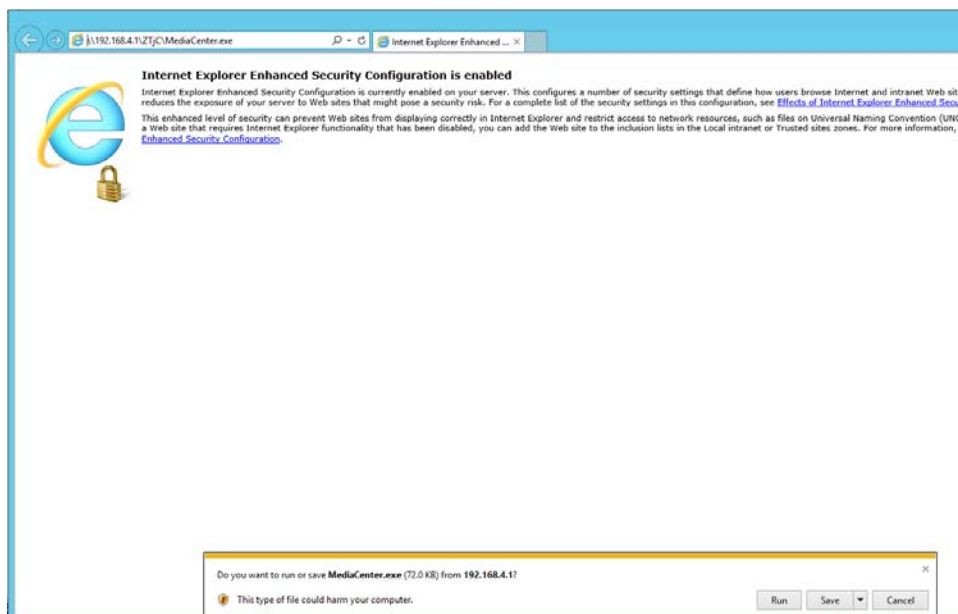 \\192.168.4.1\ZTjC\MediaCenter.exe
Internet Explorer Enhanced ...
Internet Explorer Enhanced Security Configuration is enabled
Internet Explorer Enhanced Security Configuration is currently enabled on your server. This configures a number of security settings that define how users browse Internet and intranet Web sit
reduces the exposure of your server to Web sites that might pose a security risk. For a complete list of the security settings in this configuration, see Effects of Internet Explorer Enhanced Secu
This enhanced level of security can prevent Web sites from displaying correctly in Internet Explorer and restrict access to network resources, such as files on Universal Naming Convention (UNC
a Web site that requires Internet Explorer functionality that has been disabled, you can add the Web site to the inclusion lists in the Local intranet or Trusted sites zones. For more information,
Enhanced Security Configuration.
Do you want to run or save MediaCenter.exe (72.0 KB) from 192.168.4.1?
This type of file could harm your computer.
Run Save Cancel